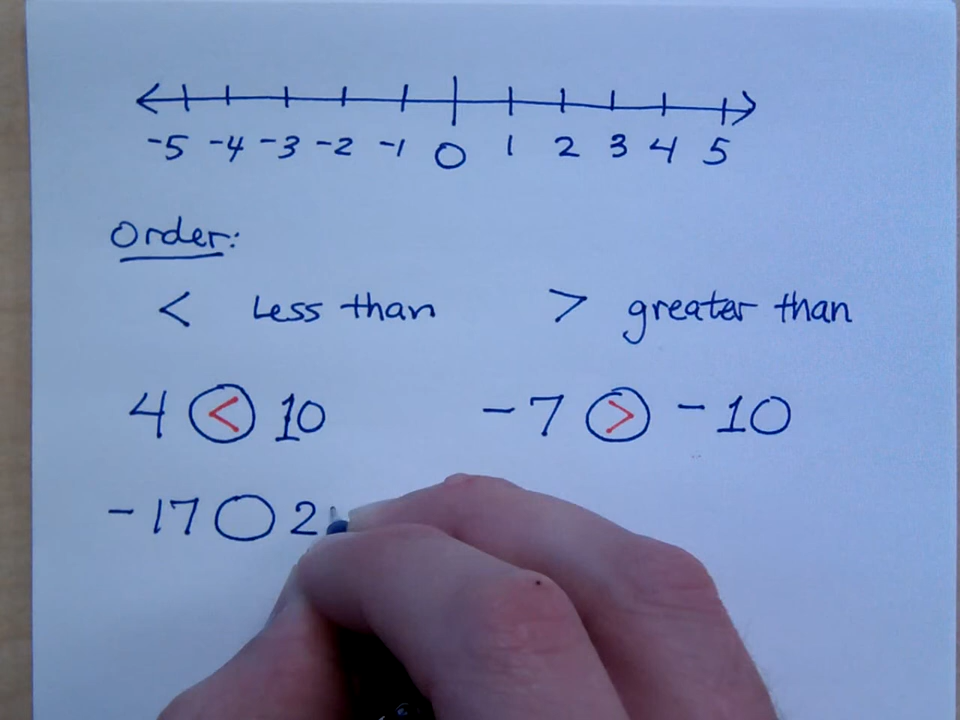 -5 -4 -3 -2 -1 0 1 2 3 4 5
Order:
< Less than > greater than
4 < 10 -7 > -10
-17 2